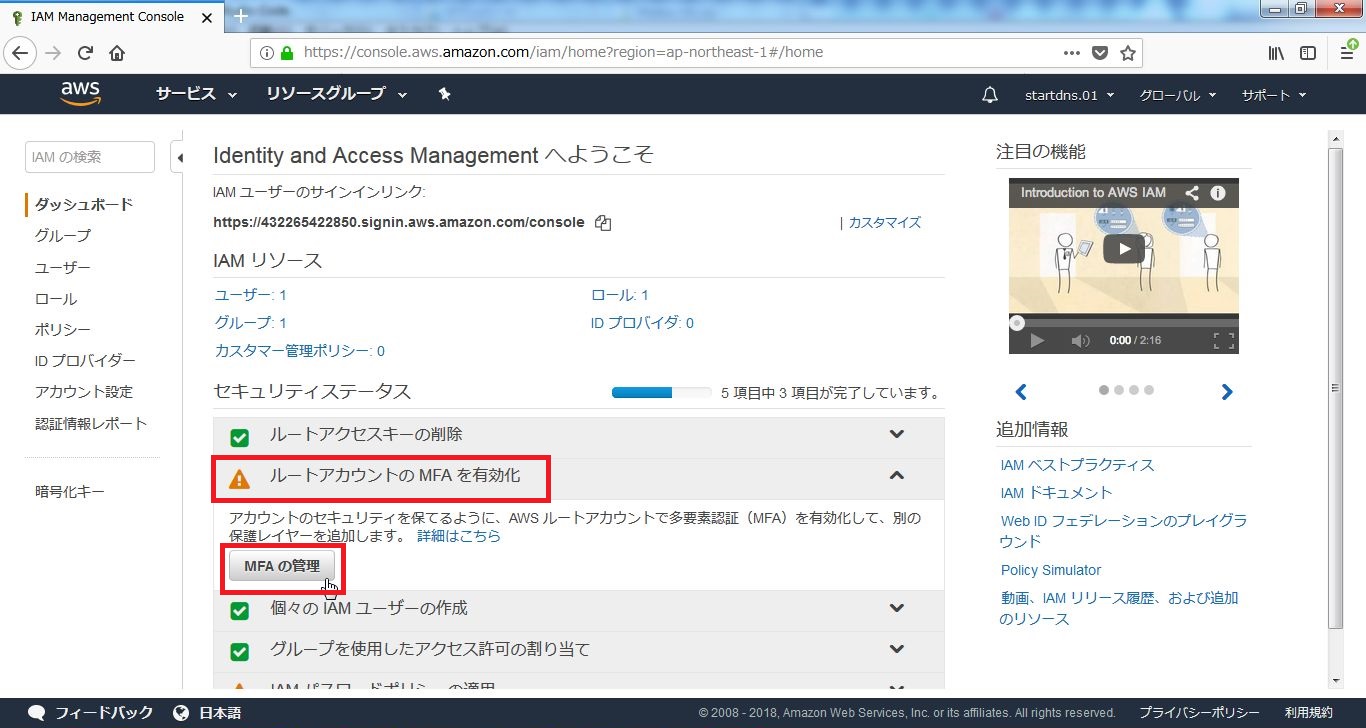 IAM Management Console
https://console.aws.amazon.com/iam/home?region=ap-northeast-1#/home
aws
サービス
リソースグループ
startdns.01
グローバル
サポート
IAM の検索
ダッシュボード
グループ
ユーザー
ロール
ポリシー
ID プロバイダー
アカウント設定
認証情報レポート
暗号化キー
Identity and Access Management へようこそ
IAM ユーザーのサインインリンク:
https://432265422850.signin.aws.amazon.com/console
| カスタマイズ
IAM リソース
ユーザー: 1
ロール: 1
グループ: 1
ID プロバイダ: 0
カスタマー管理ポリシー: 0
セキュリティステータス
5 項目中 3 項目が完了しています。
ルートアクセスキーの削除
ルートアカウントの MFA を有効化
アカウントのセキュリティを保てるように、AWS ルートアカウントで多要素認証（MFA）を有効化して、別の
保護レイヤーを追加します。 詳細はこちら
MFA の管理
個々の IAM ユーザーの作成
グループを使用したアクセス許可の割り当て
IAM パスワードポリシーの適用
注目の機能
Introduction to AWS IAM
0:00 / 2:16
追加情報
IAM ベストプラクティス
IAM ドキュメント
Web ID フェデレーションのプレイグラ
ウンド
Policy Simulator
動画、IAM リリース履歴、および追加
のリソース
フィードバック
日本語
© 2008 - 2018, Amazon Web Services, Inc. or its affiliates. All rights reserved.
プライバシーポリシー
利用規約